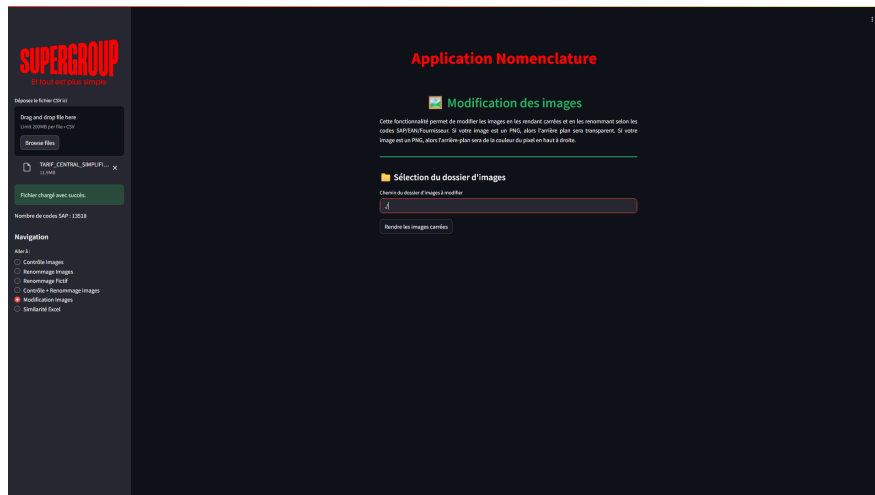 SUPERGROUP
Et tout est plus simple.
Déposez le fichier CSV ici
Drag and drop file here
Limit 200MB per file • CSV
Browse files
TARIF_CENTRAL_SIMPLIFI...
11.9MB
Fichier chargé avec succès.
Nombre de codes SAP : 13518
Navigation
Aller à :
Contrôle Images
Renommage Images
Renommage Fictif
Contrôle + Renommage Images
Modification Images
Similarité Excel
Application Nomenclature
Modification des images
Cette fonctionnalité permet de modifier les images en les rendant carrées et en les renommant selon les
codes SAP/EAN/Fournisseur. Si votre image est un PNG, alors l'arrière plan sera transparent. Si votre
image est un PNG, alors l'arrière-plan sera de la couleur du pixel en haut à droite.
Sélection du dossier d'images
Chemin du dossier d'images à modifier
./
Rendre les images carrées